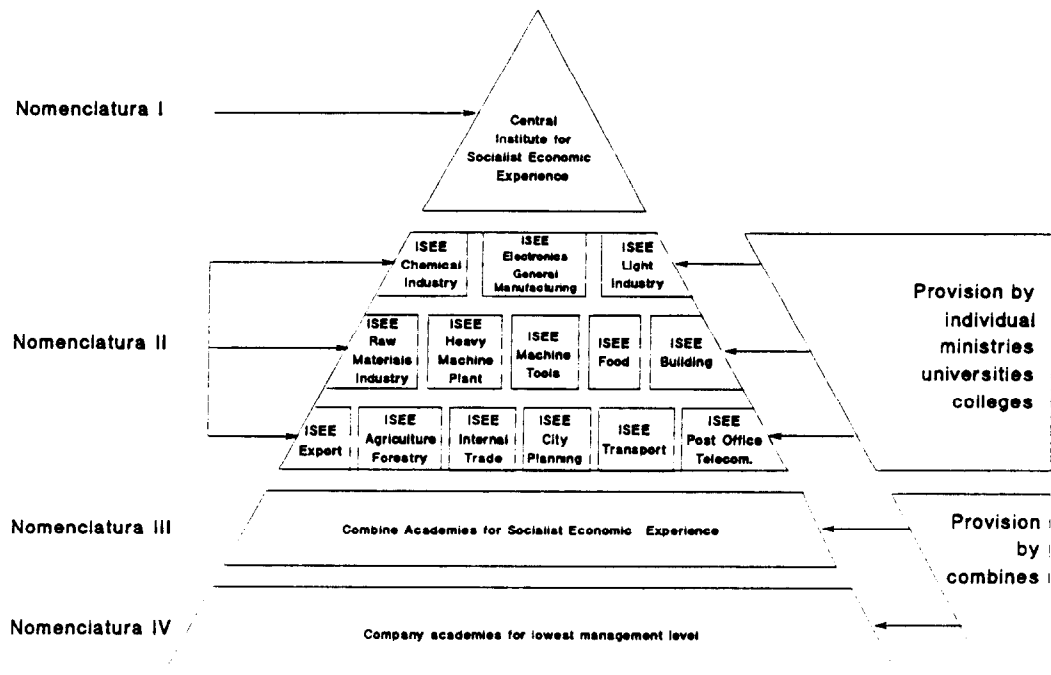 Nomenclatura I
Central
Institute for
Socialist Economic
Experience
Nomenclatura II
ISEE
Chemical
Industry
ISEE
Electronics
General
Manufacturing
ISEE
Light
Industry
ISEE
Raw
Materials
Industry
ISEE
Heavy
Machine
Plant
ISEE
Machine
Tools
ISEE
Food
ISEE
Building
ISEE
Export
ISEE
Agriculture
Forestry
ISEE
Internal
Trade
ISEE
City
Planning
ISEE
Transport
ISEE
Post Office
Telecom.
Provision by
individual
ministries
universities
colleges
Nomenclatura III
Combine Academies for Socialist Economic Experience
Provision
by
combines
Nomenclatura IV
Company academies for lowest management level